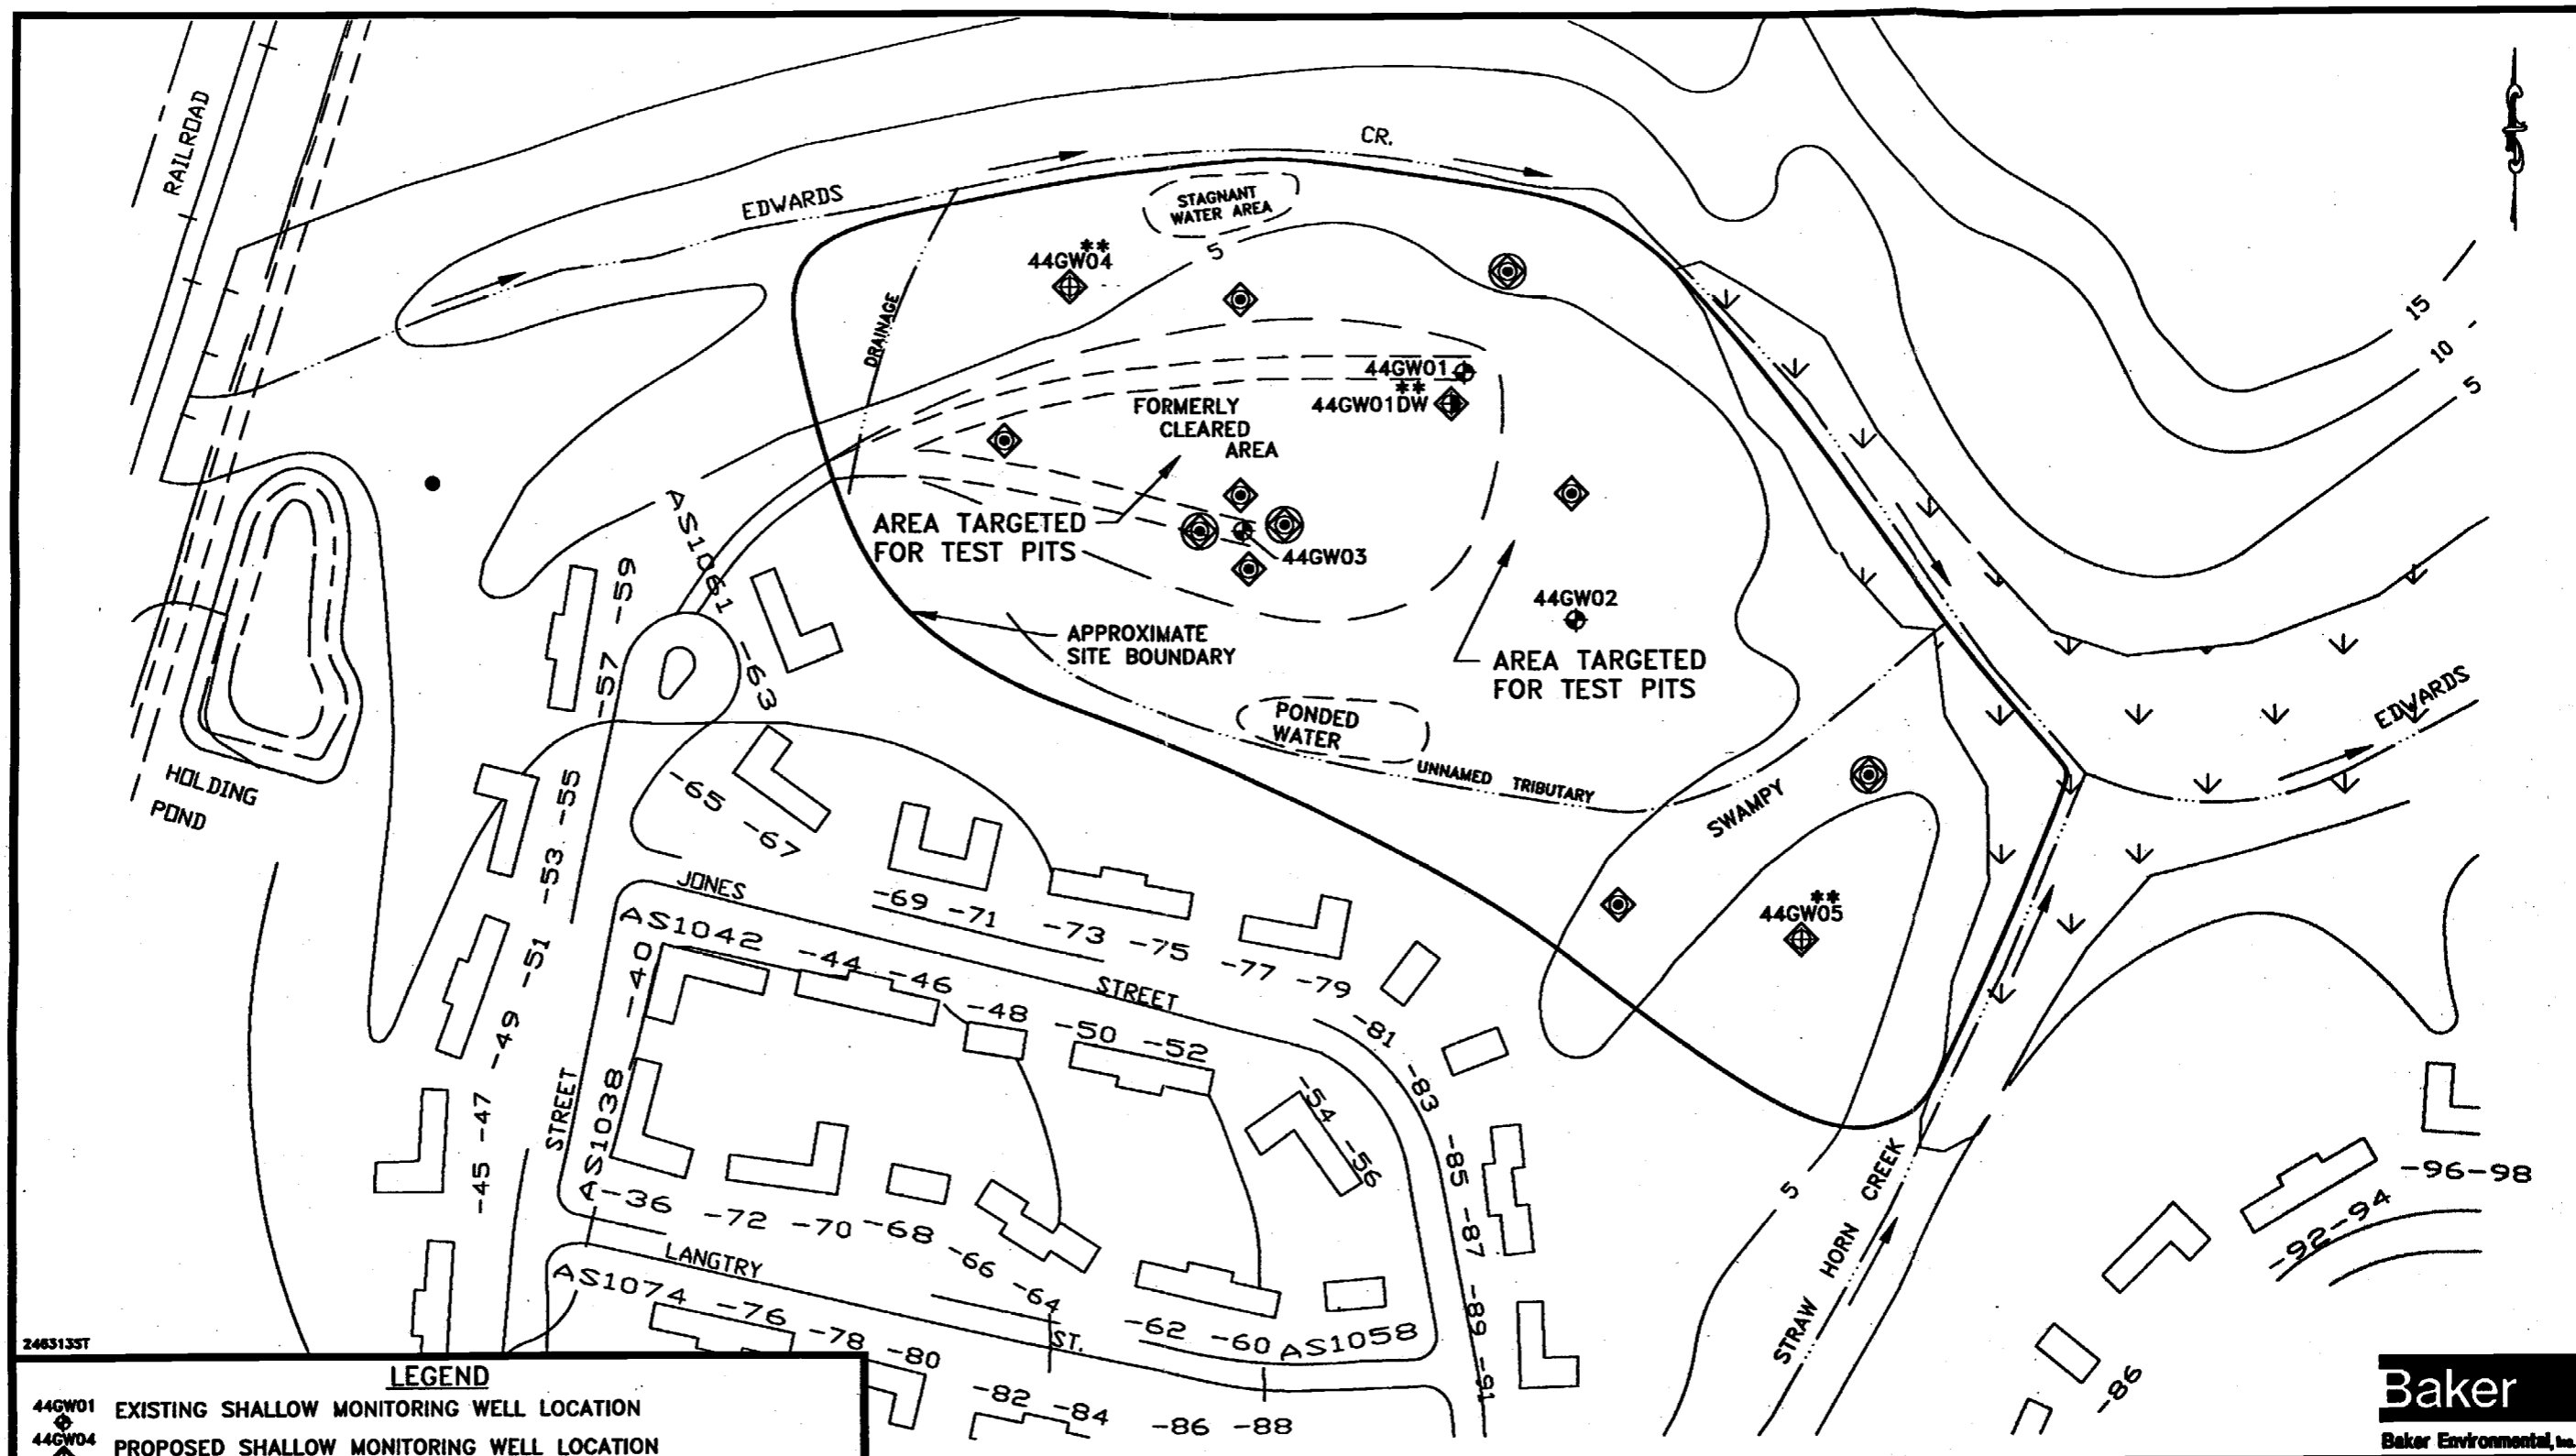 RAILROAD
EDWARDS
CR.
STAGNANT
WATER AREA
5
**
44GW04
DRAINAGE
44GW01
**
44GW01DW
FORMERLY
CLEARED
AREA
AREA TARGETED
FOR TEST PITS
44GW03
44GW02
APPROXIMATE
SITE BOUNDARY
AREA TARGETED
FOR TEST PITS
PONDED
WATER
UNNAMED TRIBUTARY
SWAMPY
**
44GW05
15
10
5
EDWARDS
HOLDING
POND
AS1061
-63
-59
-57
-55
-53
-51
-49
-47
-45
-65
-67
-69 -71
-73 -75
-77 -79
-81
-83
-85
-87
-89
-91
JONES
STREET
AS1042
-44 -46
-48
-50 -52
-54
-56
-40
AS1038
STREET
-36
-72 -70 -68
-66
-64
-62 -60
AS1058
LANGTRY
ST.
AS1074
-76
-78
-80
-82
-84
-86 -88
5
STRAW HORN CREEK
-96-98
-92-94
-86
246313ST
LEGEND
44GW01 EXISTING SHALLOW MONITORING WELL LOCATION
44GW04 PROPOSED SHALLOW MONITORING WELL LOCATION
Baker
Baker Environmental, Inc.